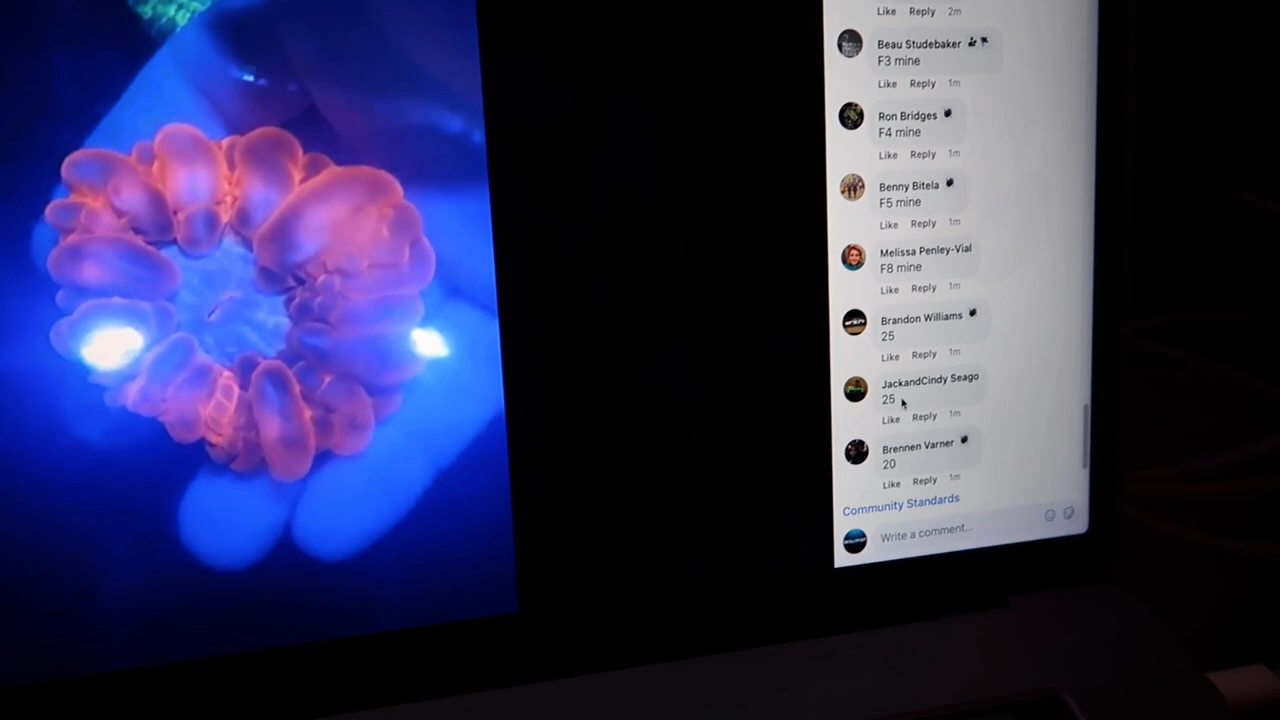 Like Reply 2m
Beau Studebaker
F3 mine
Like Reply 1m
Ron Bridges
F4 mine
Like Reply 1m
Benny Bitela
F5 mine
Like Reply 1m
Melissa Penley-Vial
F8 mine
Like Reply 1m
Brandon Williams
25
Like Reply 1m
JackandCindy Seago
25
Like Reply 1m
Brennen Varner
20
Like Reply 1m
Community Standards
Write a comment...